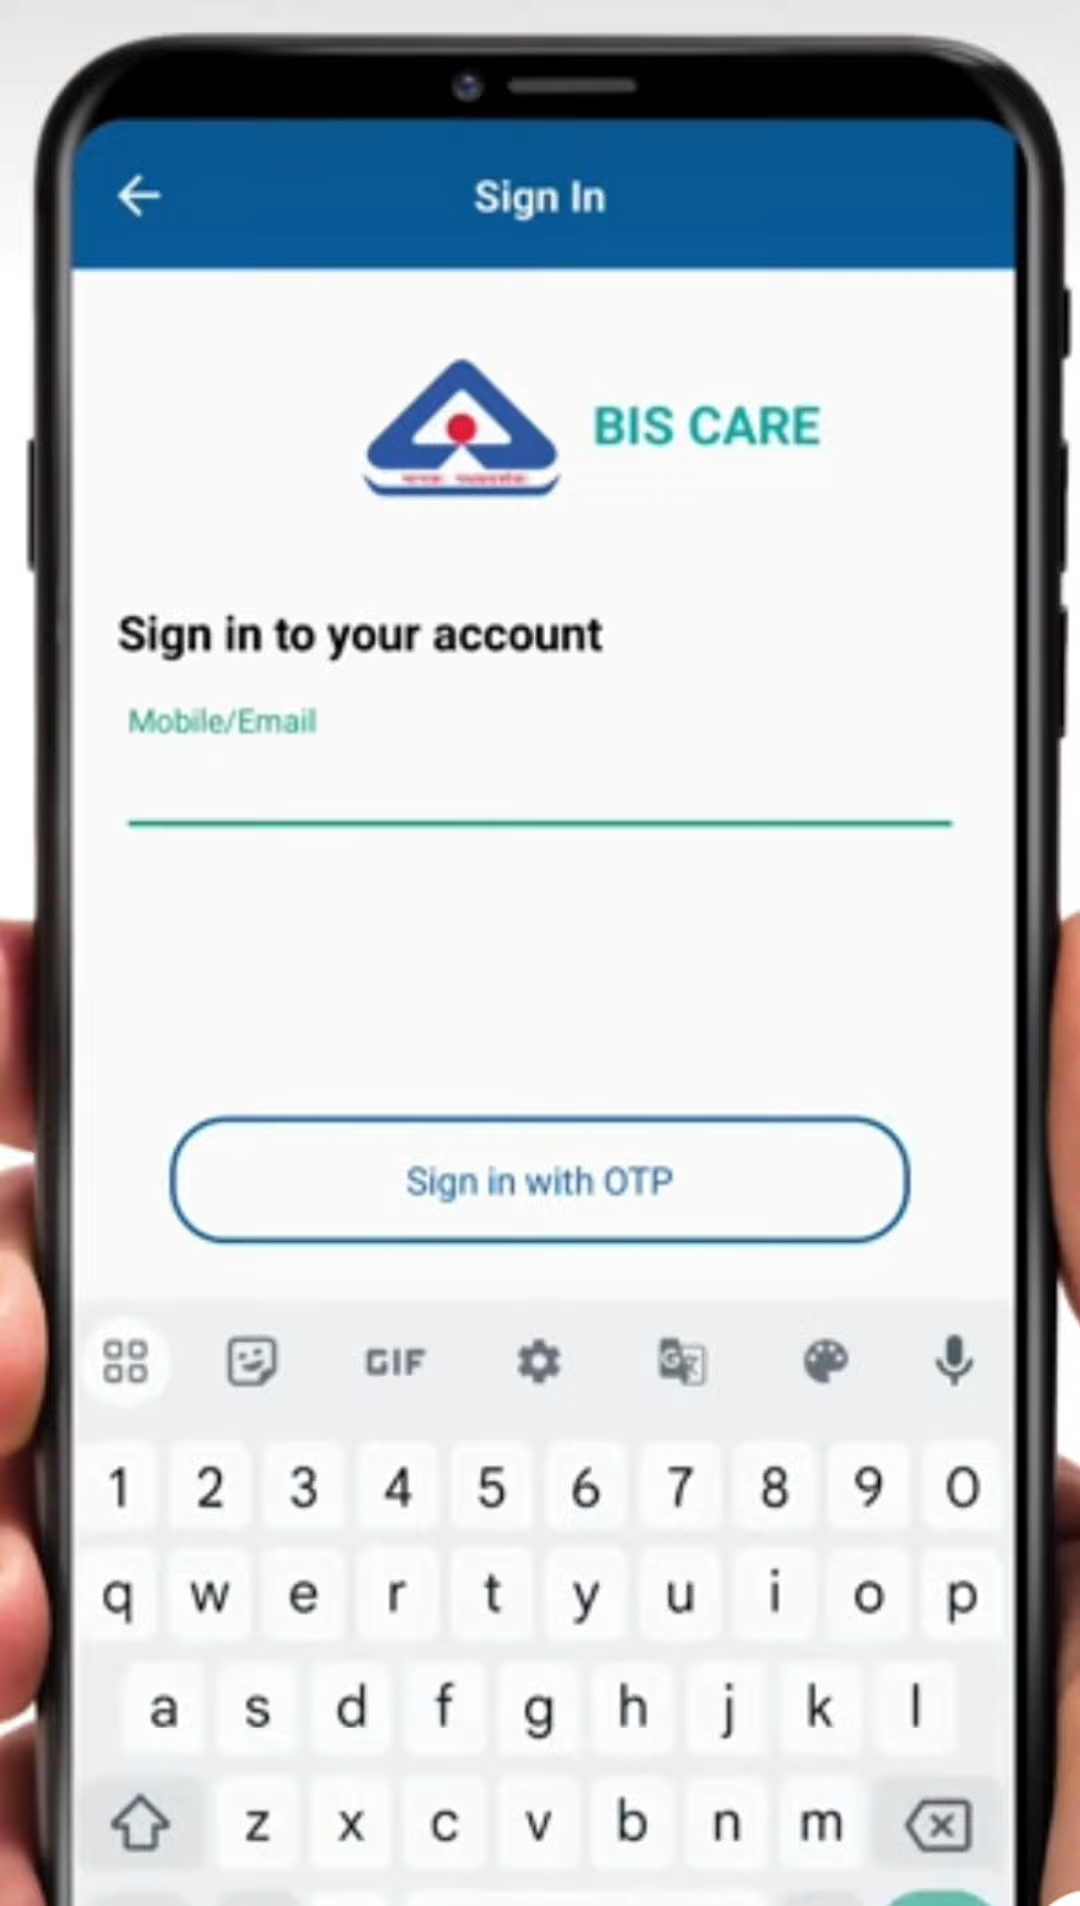 Sign In
BIS CARE
Sign in to your account
Mobile/Email
Sign in with OTP
GIF
1 2 3 4 5 6 7 8 9 0
q w e r t y u i o p
a s d f g h j k l
z x c v b n m